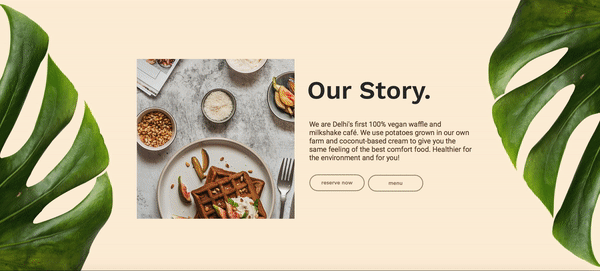 Our Story.
We are Delhi's first 100% vegan waffle and
milkshake café. We use potatoes grown in our own
farm and coconut-based cream to give you the
same feeling of the best comfort food. Healthier for
the environment and for you!
reserve now
menu